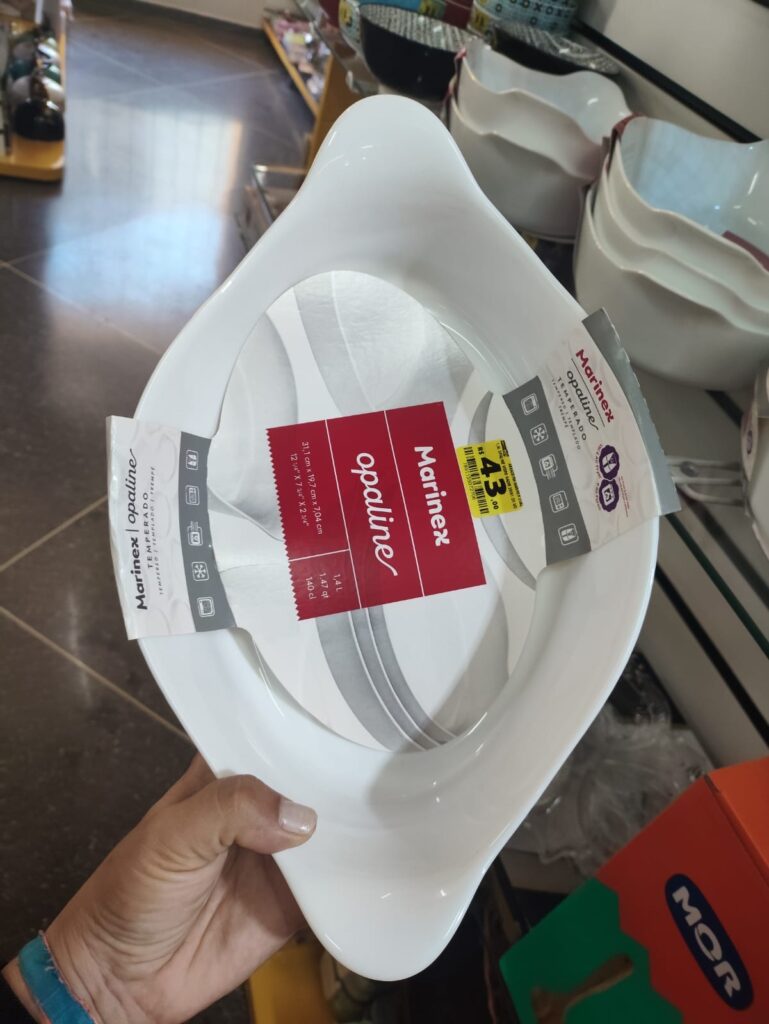 Marinex
opaline
31,1 cm x 19,7 cm x 7,04 cm
1,4 L
1.47 qt
140 cl
R$ 43,00
Marinex
opaline
TEMPERADO
Marinex | opaline
TEMPERADO
MOR